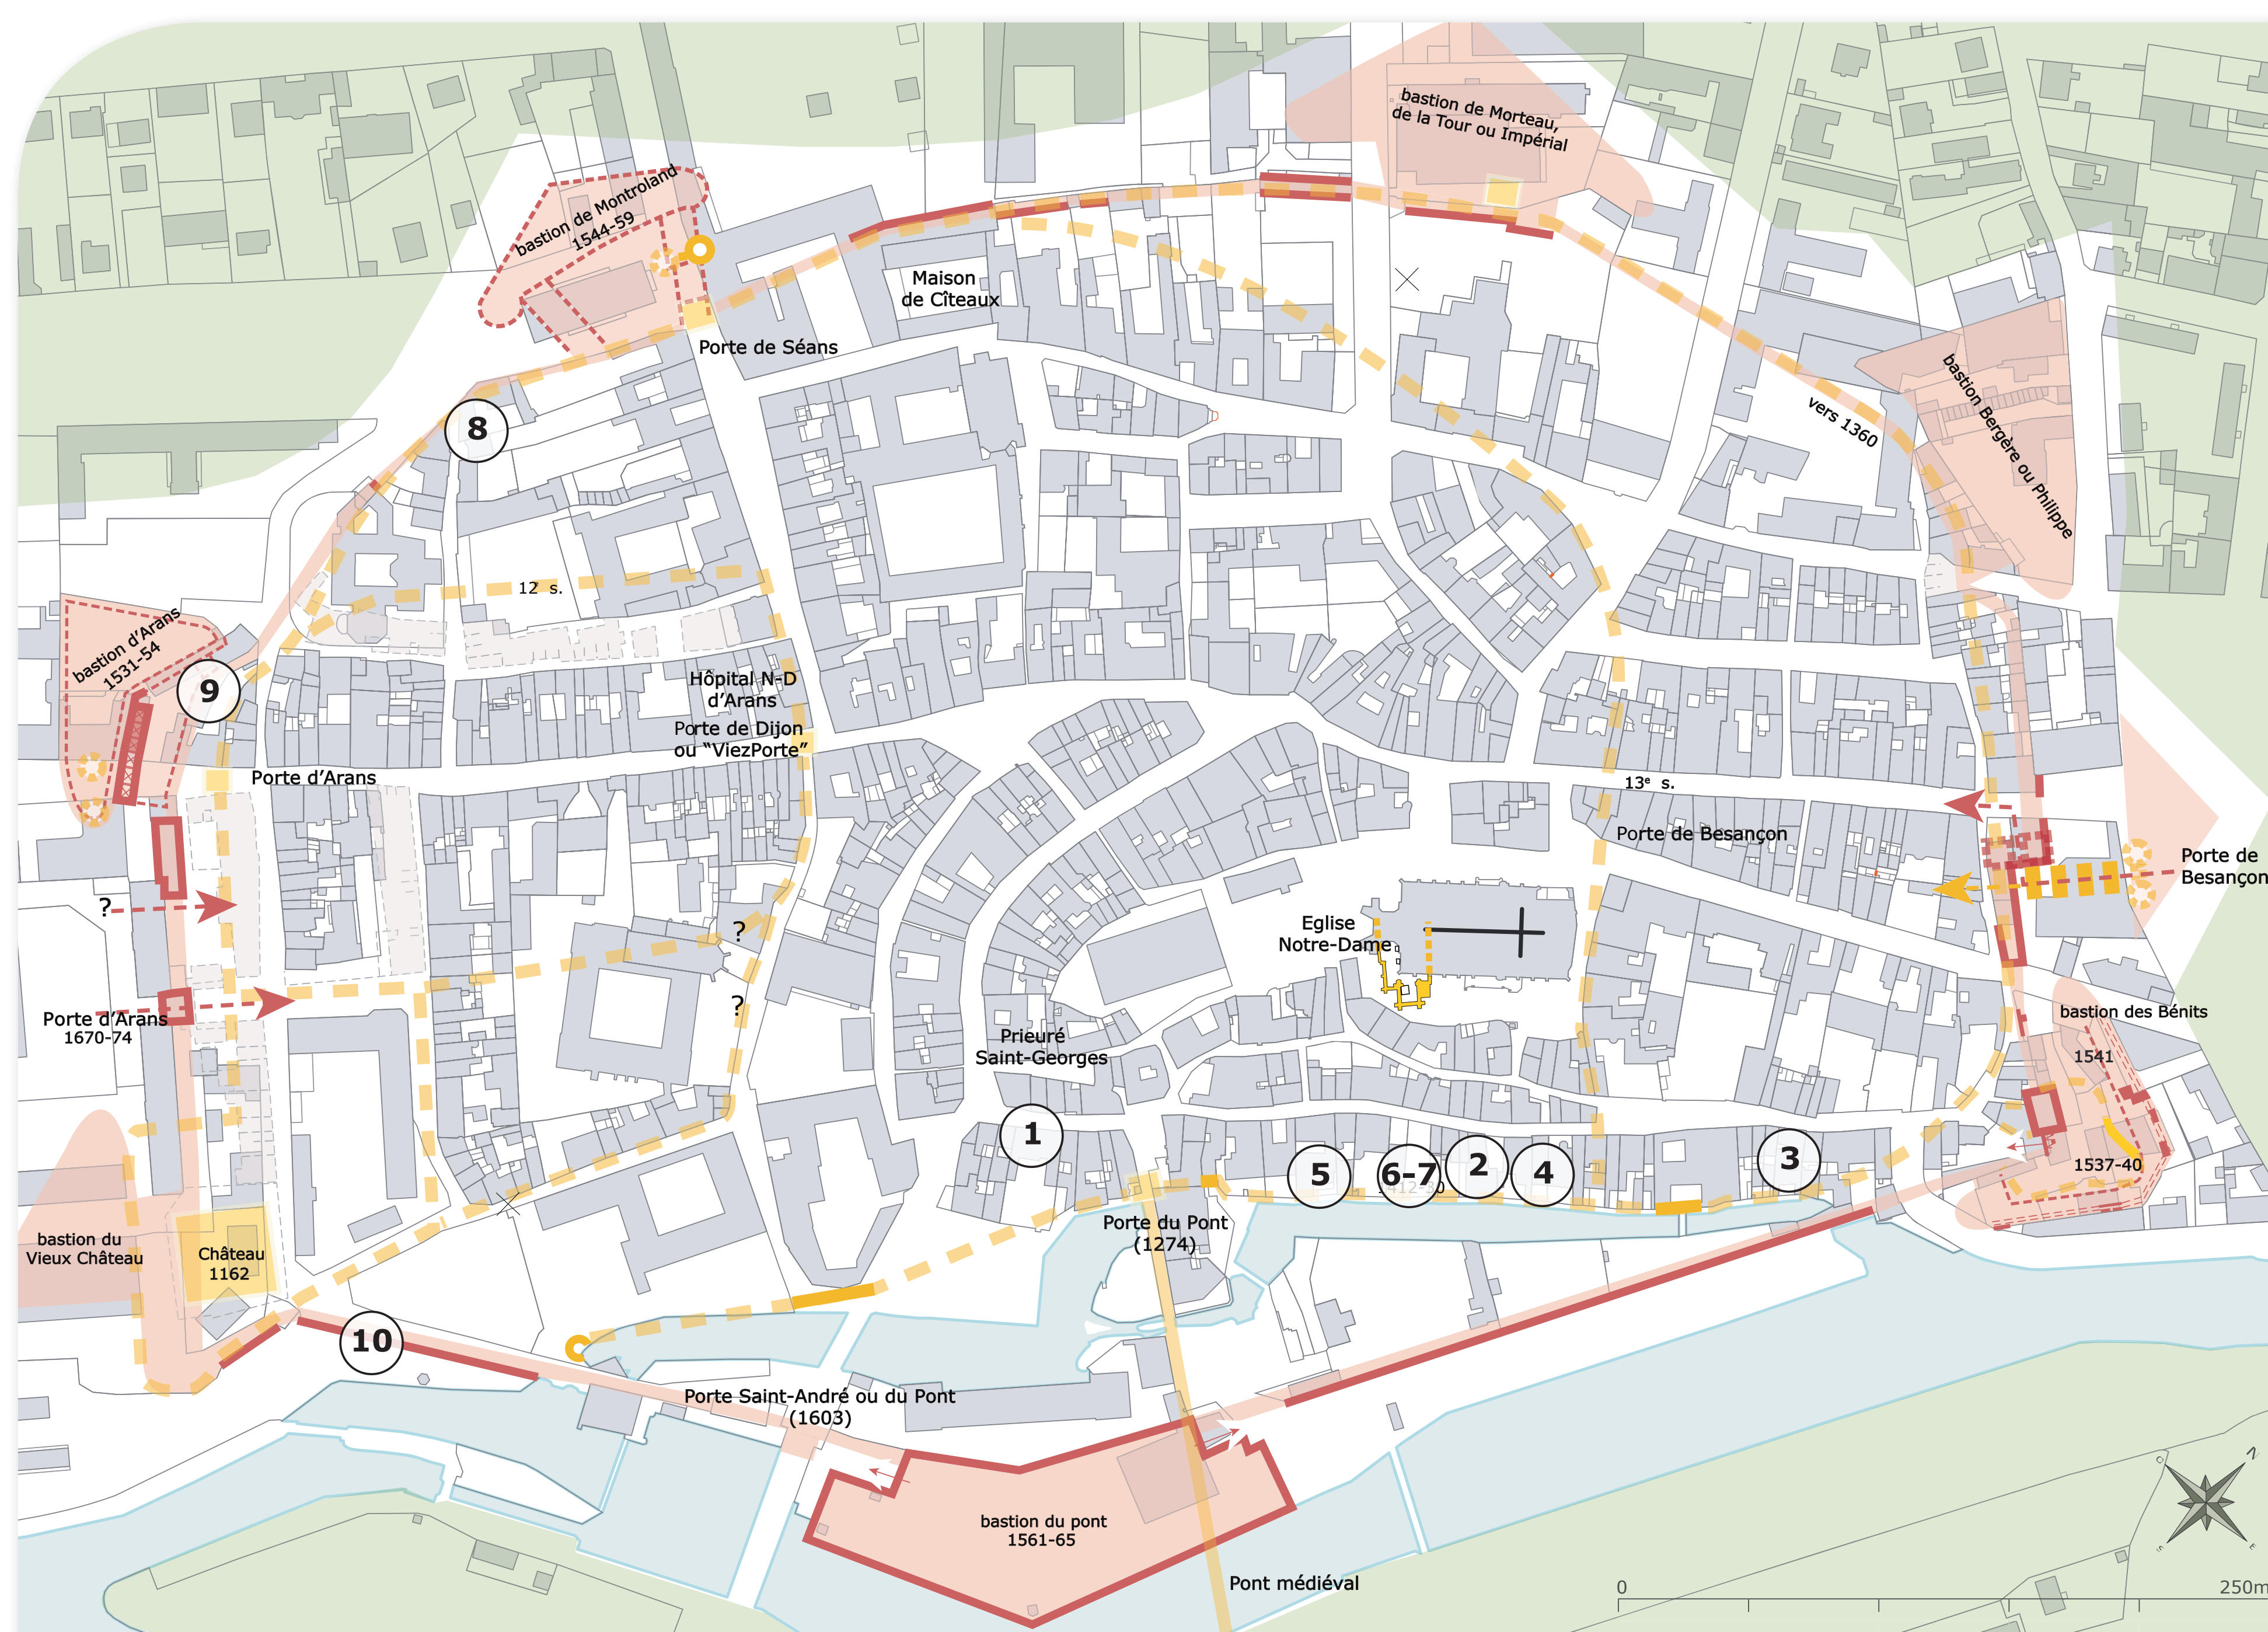 bastion de Morteau,
de la Tour ou Impérial
bastion de Montroland
1544-59
Maison
de Cîteaux
Porte de Séans
8
vers 1360
bastion Bergère ou Philippe
12 s.
bastion d'Arans
1531-54
9
Hôpital N-D
d'Arans
Porte de Dijon
ou "ViezPorte"
Porte d'Arans
13e s.
Porte de Besançon
Porte de
Besançon
?
?
?
Eglise
Notre-Dame
Porte d'Arans
1670-74
Prieuré
Saint-Georges
bastion des Bénits
1541
1537-40
1
5
6-7
2
4
3
1412-30
Porte du Pont
(1274)
bastion du
Vieux Château
Château
1162
10
Porte Saint-André ou du Pont
(1603)
bastion du pont
1561-65
Pont médiéval
N
O
S
E
0
250m